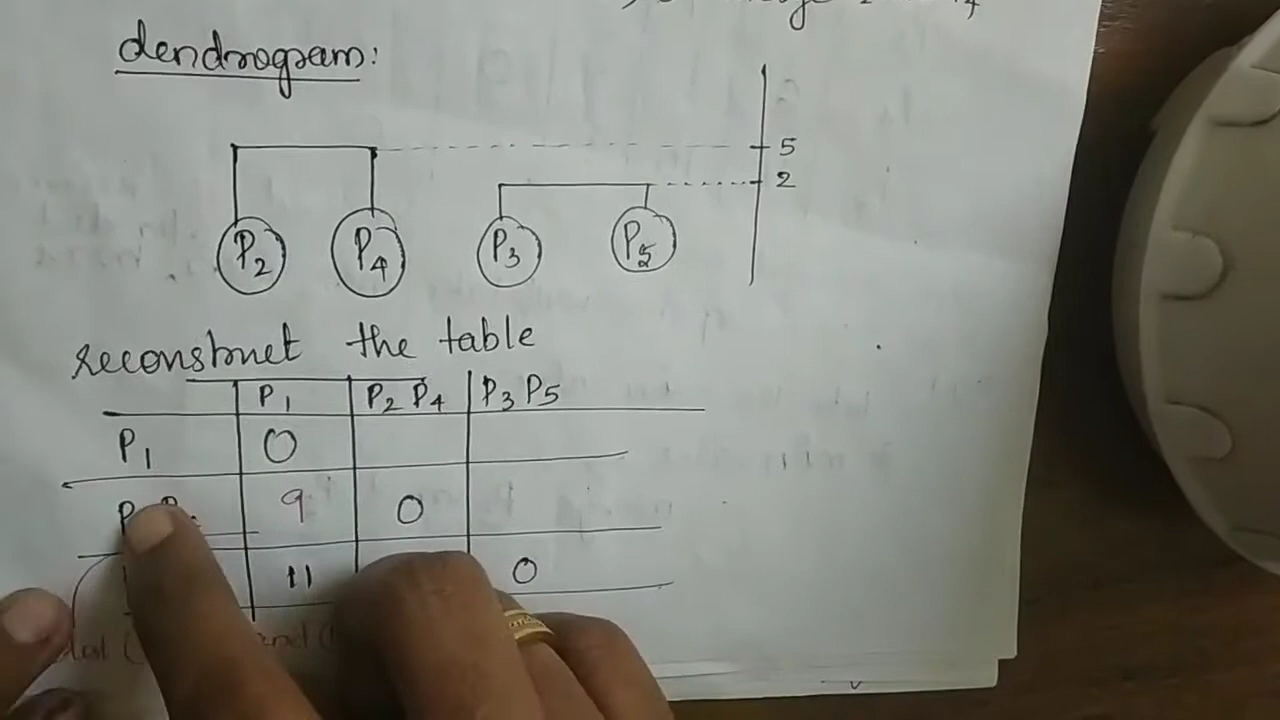 dendrogram:
5
2
P2 P4 P3 P5
reconstruct the table
P1 P2 P4 P3 P5
P1 0
9 0
11 0